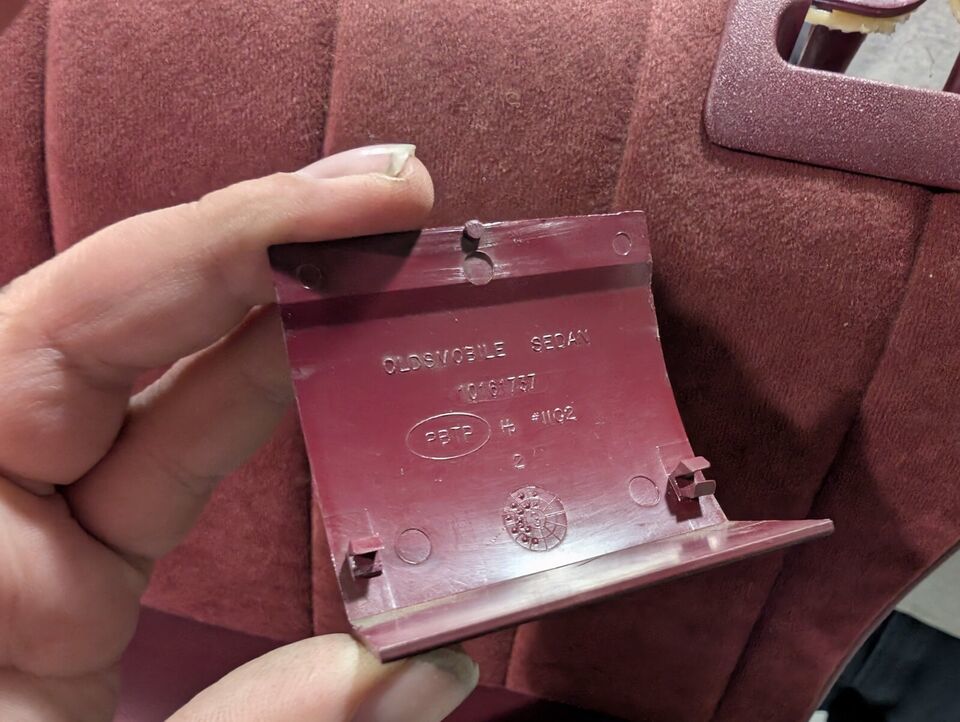 OLDSMOBILE SEDAN
10161737
PBTP #1102
2